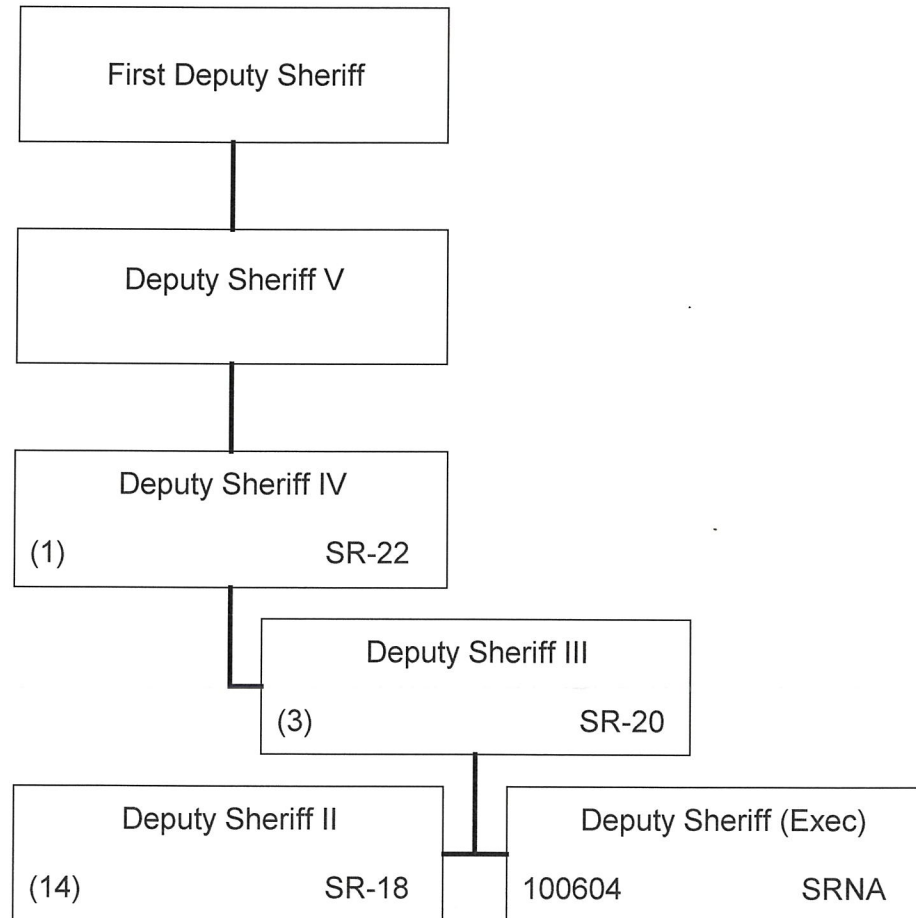 First Deputy Sheriff
Deputy Sheriff V
Deputy Sheriff IV
(1) SR-22
Deputy Sheriff III
(3) SR-20
Deputy Sheriff II
(14) SR-18
Deputy Sheriff (Exec)
100604 SRNA